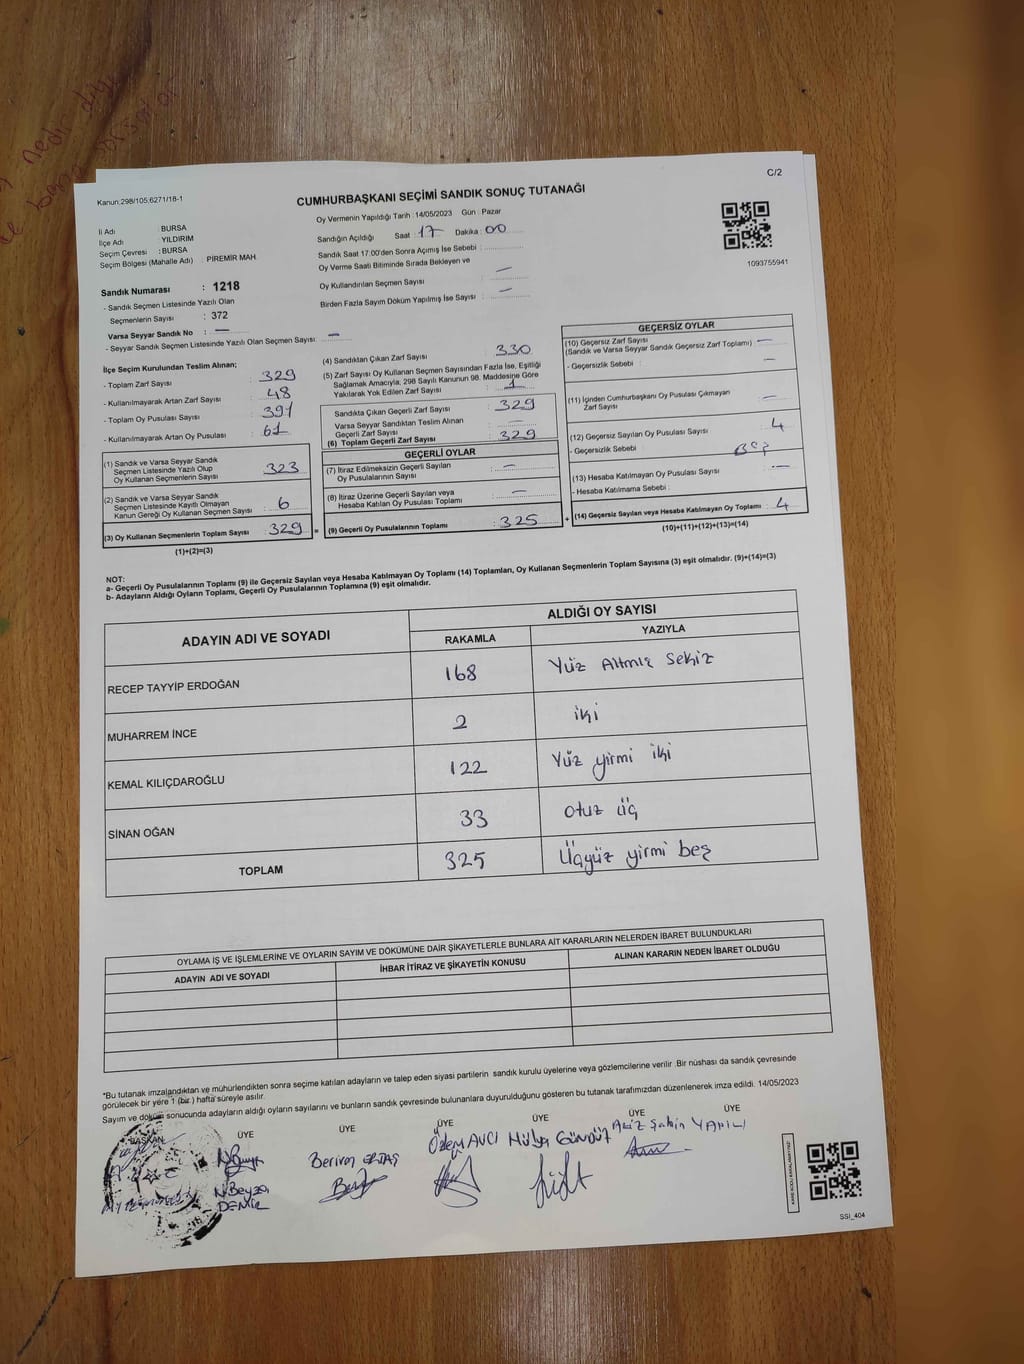 C/2
Kanun:298/105,6271/18-1
CUMHURBAŞKANI SEÇİMİ SANDIK SONUÇ TUTANAĞI
İl Adı : BURSA
İlçe Adı YILDIRIM
Seçim Çevresi : BURSA
Seçim Bölgesi (Mahalle Adı) : PİREMİR MAH
Sandık Numarası : 1218
- Sandık Seçmen Listesinde Yazılı Olan
Seçmenlerin Sayısı : 372
Varsa Seyyar Sandık No : —
- Seyyar Sandık Seçmen Listesinde Yazılı Olan Seçmen Sayısı: —
Oy Vermenin Yapıldığı Tarih : 14/05/2023 Gün : Pazar
Sandığın Açıldığı Saat : 17 Dakika : 00
Sandık Saat 17.00'den Sonra Açımış İse Sebebi :
Oy Verme Saati Bitiminde Sırada Bekleyen ve
Oy Kullandırılan Seçmen Sayısı : —
Birden Fazla Sayım Döküm Yapılmış İse Sayısı : —
1093755941
İlçe Seçim Kurulundan Teslim Alınan;
- Toplam Zarf Sayısı : 329
- Kullanılmayarak Artan Zarf Sayısı : 48
- Toplam Oy Pusulası Sayısı : 391
- Kullanılmayarak Artan Oy Pusulası : 61
(1) Sandık ve Varsa Seyyar Sandık
Seçmen Listesinde Yazılı Olup
Oy Kullanan Seçmenlerin Sayısı : 323
(2) Sandık ve Varsa Seyyar Sandık
Seçmen Listesinde Kayıtlı Olmayan
Kanun Gereği Oy Kullanan Seçmen Sayısı : 6
(3) Oy Kullanan Seçmenlerin Toplam Sayısı : 329 =
(1)+(2)=(3)
(4) Sandıktan Çıkan Zarf Sayısı : 330
(5) Zarf Sayısı Oy Kullanan Seçmen Sayısından Fazla İse, Eşitliği
Sağlamak Amacıyla; 298 Sayılı Kanunun 98. Maddesine Göre
Yakılarak Yok Edilen Zarf Sayısı : 1
Sandıkta Çıkan Geçerli Zarf Sayısı : 329
Varsa Seyyar Sandıktan Teslim Alınan
Geçerli Zarf Sayısı : —
(6) Toplam Geçerli Zarf Sayısı : 329
GEÇERLİ OYLAR
(7) İtiraz Edilmeksizin Geçerli Sayılan
Oy Pusulalarının Sayısı : —
(8) İtiraz Üzerine Geçerli Sayılan veya
Hesaba Katılan Oy Pusulası Toplamı : —
(9) Geçerli Oy Pusulalarının Toplamı : 325 +
GEÇERSİZ OYLAR
(10) Geçersiz Zarf Sayısı : —
(Sandık ve Varsa Seyyar Sandık Geçersiz Zarf Toplamı)
- Geçersizlik Sebebi : —
(11) İçinden Cumhurbaşkanı Oy Pusulası Çıkmayan
Zarf Sayısı : —
(12) Geçersiz Sayılan Oy Pusulası Sayısı : 4
- Geçersizlik Sebebi
(13) Hesaba Katılmayan Oy Pusulası Sayısı : —
- Hesaba Katılmama Sebebi :
(14) Geçersiz Sayılan veya Hesaba Katılmayan Oy Toplamı : 4
(10)+(11)+(12)+(13)=(14)
NOT:
a- Geçerli Oy Pusulalarının Toplamı (9) ile Geçersiz Sayılan veya Hesaba Katılmayan Oy Toplamı (14) Toplamları, Oy Kullanan Seçmenlerin Toplam Sayısına (3) eşit olmalıdır. (9)+(14)=(3)
b- Adayların Aldığı Oyların Toplamı, Geçerli Oy Pusulalarının Toplamına (9) eşit olmalıdır.
ADAYIN ADI VE SOYADI ALDIĞI OY SAYISI
RAKAMLA YAZIYLA
RECEP TAYYİP ERDOĞAN 168 Yüz Altmış Sekiz
MUHARREM İNCE 2 iki
KEMAL KILIÇDAROĞLU 122 Yüz yirmi iki
SİNAN OĞAN 33 otuz üç
TOPLAM 325 Üçyüz yirmi beş
OYLAMA İŞ VE İŞLEMLERİNE VE OYLARIN SAYIM VE DÖKÜMÜNE DAİR ŞİKAYETLERLE BUNLARA AİT KARARLARIN NELERDEN İBARET BULUNDUKLARI
ADAYIN ADI VE SOYADI İHBAR İTİRAZ VE ŞİKAYETİN KONUSU ALINAN KARARIN NEDEN İBARET OLDUĞU
*Bu tutanak imzalandıktan ve mühürlendikten sonra seçime katılan adayların ve talep eden siyasi partilerin sandık kurulu üyelerine veya gözlemcilerine verilir .Bir nüshası da sandık çevresinde
görülecek bir yere 1 (bir.) hafta süreyle asılır.
Sayım ve döküm sonucunda adayların aldığı oyların sayılarını ve bunların sandık çevresinde bulunanlara duyurulduğunu gösteren bu tutanak tarafımızdan düzenlenerek imza edildi. 14/05/2023
BAŞKAN ÜYE ÜYE ÜYE ÜYE ÜYE ÜYE
Berivan ERTAŞ Özlem AVCI Hülya GÜNDÜZ Aziz Şahin YAHLI
N Beyza
DEMİR
SSİ_404